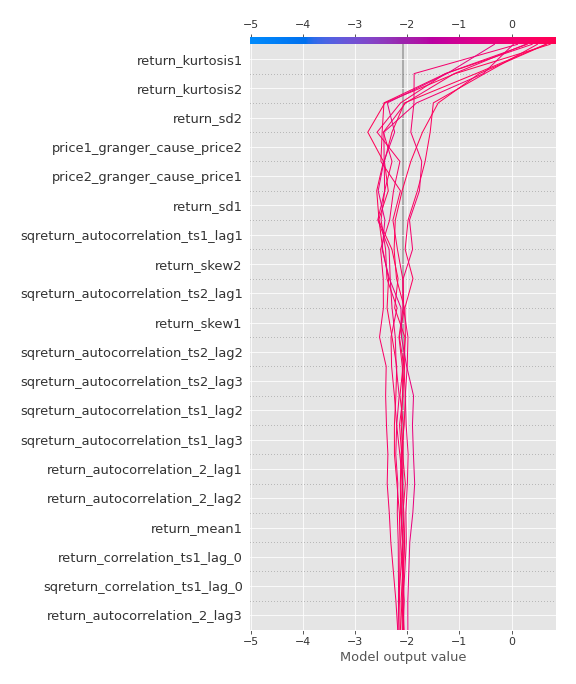 −5 −4 −3 −2 −1 0
return_kurtosis1
return_kurtosis2
return_sd2
price1_granger_cause_price2
price2_granger_cause_price1
return_sd1
sqreturn_autocorrelation_ts1_lag1
return_skew2
sqreturn_autocorrelation_ts2_lag1
return_skew1
sqreturn_autocorrelation_ts2_lag2
sqreturn_autocorrelation_ts2_lag3
sqreturn_autocorrelation_ts1_lag2
sqreturn_autocorrelation_ts1_lag3
return_autocorrelation_2_lag1
return_autocorrelation_2_lag2
return_mean1
return_correlation_ts1_lag_0
sqreturn_correlation_ts1_lag_0
return_autocorrelation_2_lag3
−5 −4 −3 −2 −1 0
Model output value